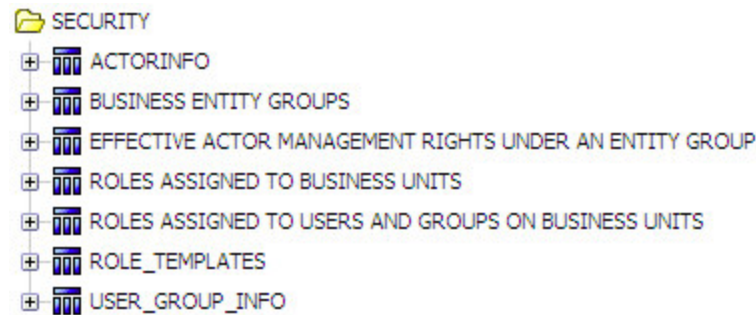 SECURITY
ACTORINFO
BUSINESS ENTITY GROUPS
EFFECTIVE ACTOR MANAGEMENT RIGHTS UNDER AN ENTITY GROUP
ROLES ASSIGNED TO BUSINESS UNITS
ROLES ASSIGNED TO USERS AND GROUPS ON BUSINESS UNITS
ROLE_TEMPLATES
USER_GROUP_INFO